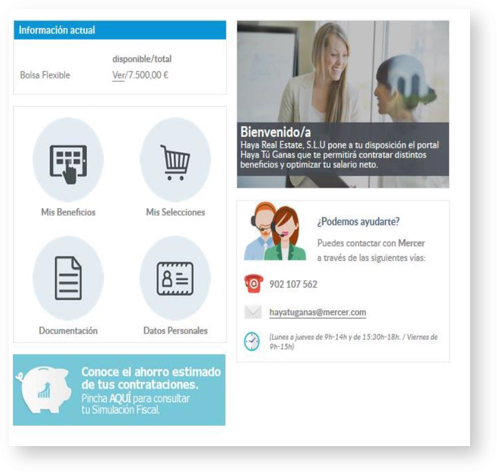 Información actual
disponible/total
Bolsa Flexible
Ver/7.500,00 €
Mis Beneficios
Mis Selecciones
Documentación
Datos Personales
Conoce el ahorro estimado
de tus contrataciones.
Pincha AQUÍ para consultar
tu Simulación Fiscal.
Bienvenido/a
Haya Real Estate, S.L.U pone a tu disposición el portal
Haya Tú Ganas que te permitirá contratar distintos
beneficios y optimizar tu salario neto.
¿Podemos ayudarte?
Puedes contactar con Mercer
a través de las siguientes vías:
902 107 562
hayatuganas@mercer.com
(Lunes a jueves de 9h-14h y de 15:30h-18h. / Viernes de
9h-15h)